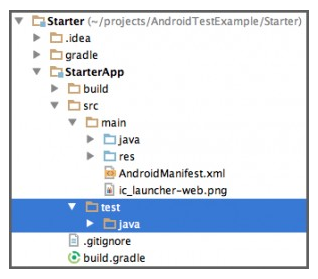 Starter (~/projects/AndroidTestExample/Starter)
.idea
gradle
StarterApp
build
src
main
java
res
AndroidManifest.xml
ic_launcher-web.png
test
java
.gitignore
build.gradle